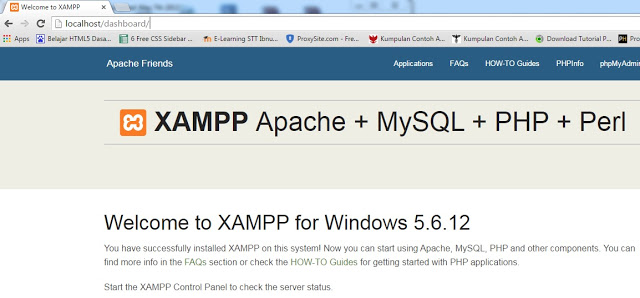 Welcome to XAMPP
localhost/dashboard/
Apps Belajar HTML5 Dasa... 6 Free CSS Sidebar ... E-Learning STT Ibnu... ProxySite.com - Fre... Kumpulan Contoh A... Kumpulan Contoh A... Download Tutorial P... Pro
Apache Friends Applications FAQs HOW-TO Guides PHPInfo phpMyAdmin
XAMPP Apache + MySQL + PHP + Perl
Welcome to XAMPP for Windows 5.6.12
You have successfully installed XAMPP on this system! Now you can start using Apache, MySQL, PHP and other components. You can
find more info in the FAQs section or check the HOW-TO Guides for getting started with PHP applications.
Start the XAMPP Control Panel to check the server status.